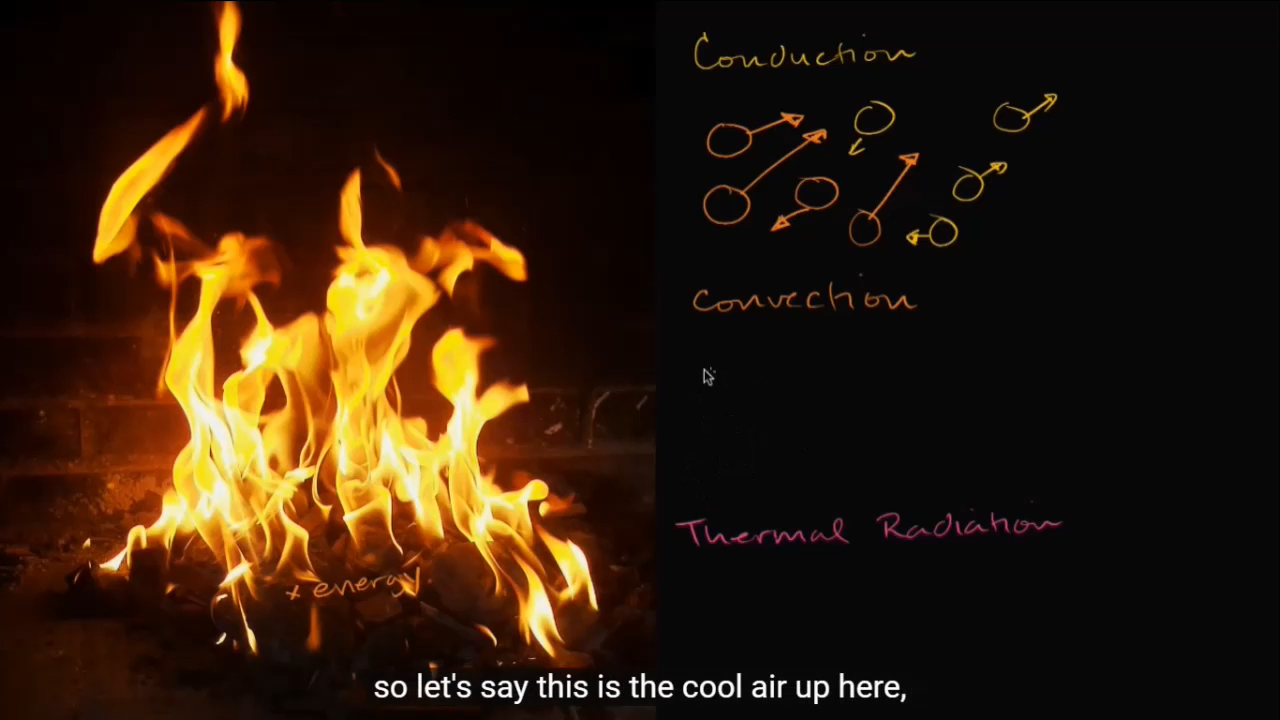 Conduction
Convection
Thermal Radiation
+ energy
so let's say this is the cool air up here,